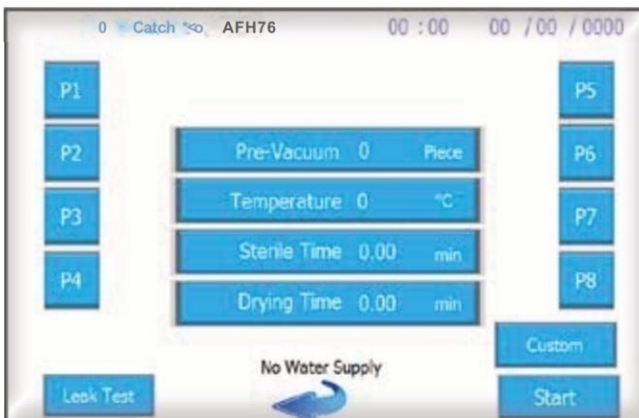 0 Catch No AFH76 00 : 00 00 / 00 / 0000
P1
P2
P3
P4
Pre-Vacuum 0 Piece
Temperature 0 °C
Sterile Time 0.00 min
Drying Time 0.00 min
P5
P6
P7
P8
No Water Supply
Custom
Leak Test
Start